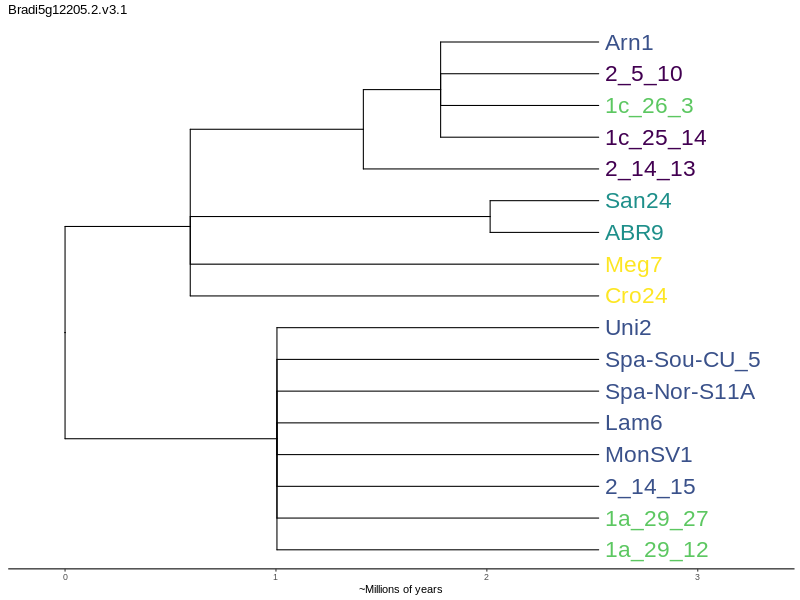 Bradi5g12205.2.v3.1
Arn1
2_5_10
1c_26_3
1c_25_14
2_14_13
San24
ABR9
Meg7
Cro24
Uni2
Spa-Sou-CU_5
Spa-Nor-S11A
Lam6
MonSV1
2_14_15
1a_29_27
1a_29_12
0 1 2 3
~Millions of years